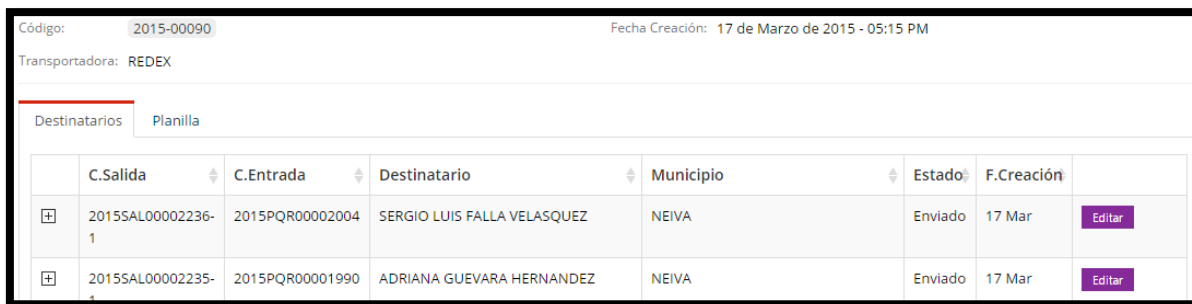 Código: 2015-00090 Fecha Creación: 17 de Marzo de 2015 - 05:15 PM
Transportadora: REDEX
Destinatarios Planilla
C.Salida C.Entrada Destinatario Municipio Estado F.Creación
2015SAL00002236- 2015PQR00002004 SERGIO LUIS FALLA VELASQUEZ NEIVA Enviado 17 Mar Editar
1
2015SAL00002235- 2015PQR00001990 ADRIANA GUEVARA HERNANDEZ NEIVA Enviado 17 Mar Editar